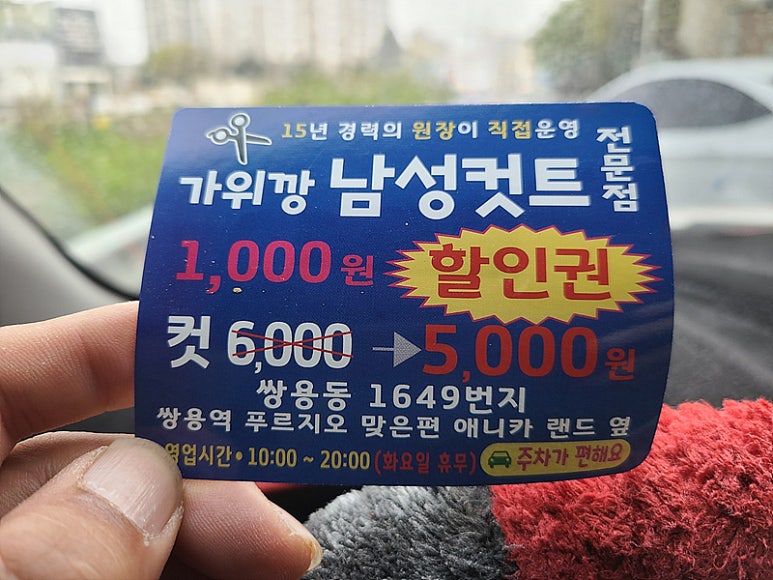 15년 경력의 원장이 직접운영
가위깡 남성컷트 전문점
1,000원 할인권
컷 6,000 → 5,000원
쌍용동 1649번지
쌍용역 푸르지오 맞은편 애니카 랜드 옆
영업시간 • 10:00 ~ 20:00 (화요일 휴무) 주차가 편해요